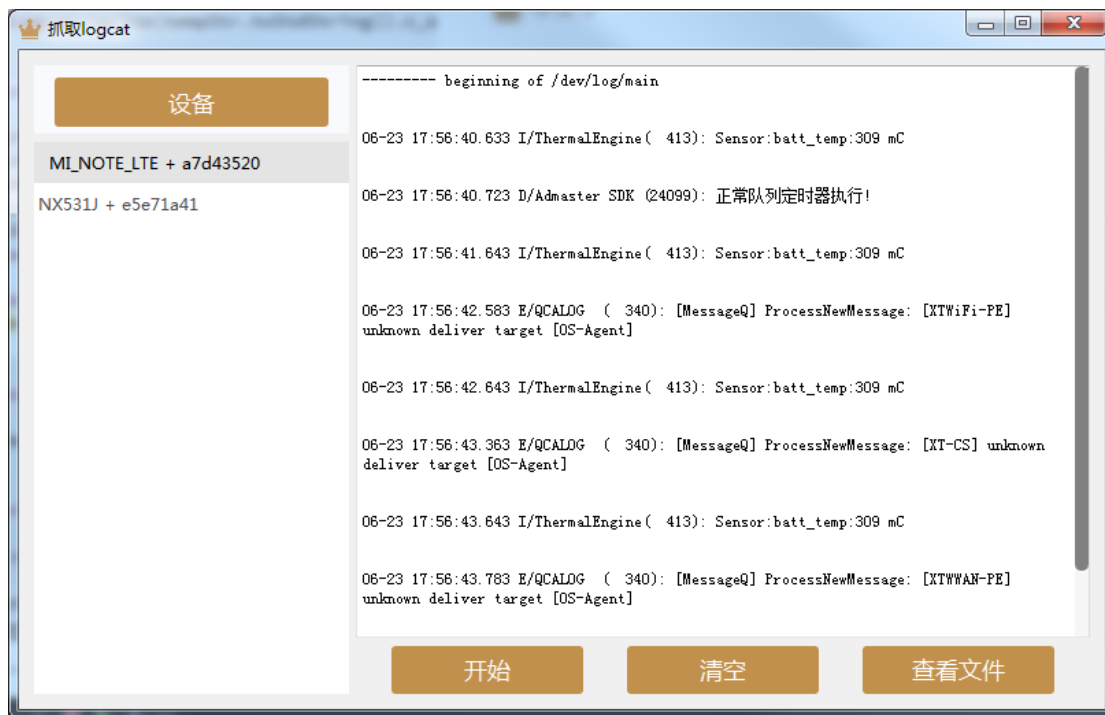 抓取logcat
设备
MI_NOTE_LTE + a7d43520
NX531J + e5e71a41
--------- beginning of /dev/log/main
06-23 17:56:40.633 I/ThermalEngine(  413): Sensor:batt_temp:309 mC
06-23 17:56:40.723 D/Admaster SDK (24099): 正常队列定时器执行!
06-23 17:56:41.643 I/ThermalEngine(  413): Sensor:batt_temp:309 mC
06-23 17:56:42.583 E/QCALOG  (  340): [MessageQ] ProcessNewMessage: [XTWiFi-PE]
unknown deliver target [OS-Agent]
06-23 17:56:42.643 I/ThermalEngine(  413): Sensor:batt_temp:309 mC
06-23 17:56:43.363 E/QCALOG  (  340): [MessageQ] ProcessNewMessage: [XT-CS] unknown
deliver target [OS-Agent]
06-23 17:56:43.643 I/ThermalEngine(  413): Sensor:batt_temp:309 mC
06-23 17:56:43.783 E/QCALOG  (  340): [MessageQ] ProcessNewMessage: [XTWWAN-PE]
unknown deliver target [OS-Agent]
开始
清空
查看文件